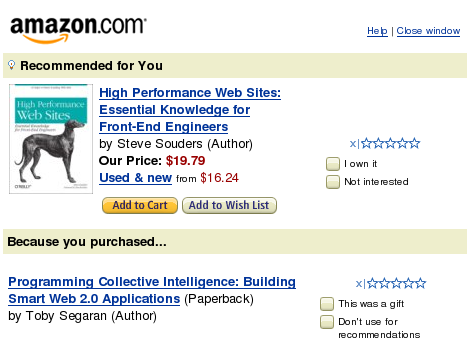 amazon.com
Help | Close window
Recommended for You
High Performance
Web Sites
O'REILLY
High Performance Web Sites:
Essential Knowledge for
Front-End Engineers
by Steve Souders (Author)
Our Price: $19.79
Used & new from $16.24
x|
I own it
Not interested
Add to Cart
Add to Wish List
Because you purchased...
Programming Collective Intelligence: Building
Smart Web 2.0 Applications (Paperback)
by Toby Segaran (Author)
x|
This was a gift
Don't use for
recommendations